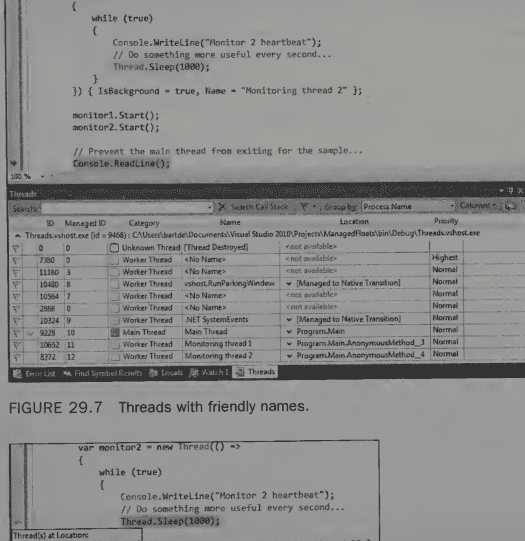 {
while (true)
{
Console.WriteLine("Monitor 2 heartbeat");
// Do something more useful every second...
Thread.Sleep(1000);
}
}) { IsBackground = true, Name = "Monitoring thread 2" };
monitor1.Start();
monitor2.Start();
// Prevent the main thread from exiting for the sample...
Console.ReadLine();
100 %
Threads
Search: Search Call Stack Group by: Process Name Columns
ID Managed ID Category Name Location Priority
Threads.vshost.exe (id = 9468) : C:\Users\bartde\Documents\Visual Studio 2010\Projects\ManagedFloats\bin\Debug\Threads.vshost.exe
0 0 Unknown Thread [Thread Destroyed] <not available>
7380 0 Worker Thread <No Name> <not available> Highest
11160 3 Worker Thread <No Name> <not available> Normal
10480 8 Worker Thread vshost.RunParkingWindow [Managed to Native Transition] Normal
10564 7 Worker Thread <No Name> <not available> Normal
2868 0 Worker Thread <No Name> <not available> Normal
10324 9 Worker Thread .NET SystemEvents [Managed to Native Transition] Normal
9228 10 Main Thread Main Thread Program.Main Normal
10652 11 Worker Thread Monitoring thread 1 Program.Main.AnonymousMethod__3 Normal
8272 12 Worker Thread Monitoring thread 2 Program.Main.AnonymousMethod__4 Normal
Error List Find Symbol Results Locals Watch 1 Threads
FIGURE 29.7 Threads with friendly names.
var monitor2 = new Thread(() =>
{
while (true)
{
Console.WriteLine("Monitor 2 heartbeat");
// Do something more useful every second...
Thread.Sleep(1000);
Thread(s) at Location: